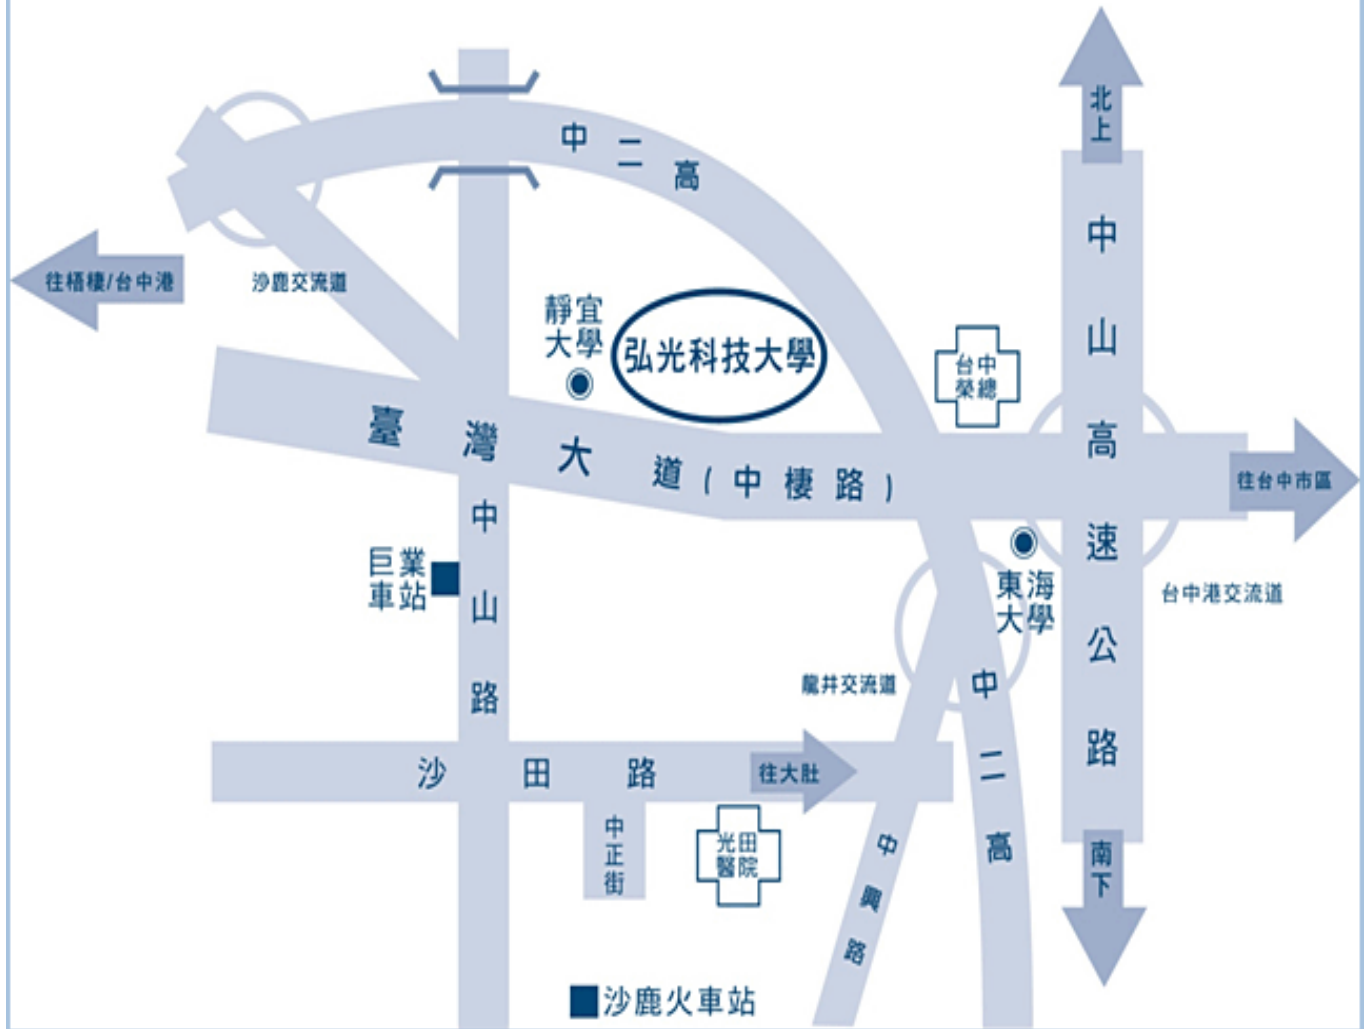 北上
中二高
中山高速公路
往梧棲/台中港
沙鹿交流道
靜宜
大學
弘光科技大學
台中
榮總
臺灣大道(中棲路)
往台中市區
中山路
巨業
車站
東海
大學
台中港交流道
龍井交流道
中二高
沙田路
往大肚
中正街
光田
醫院
中興路
南下
沙鹿火車站